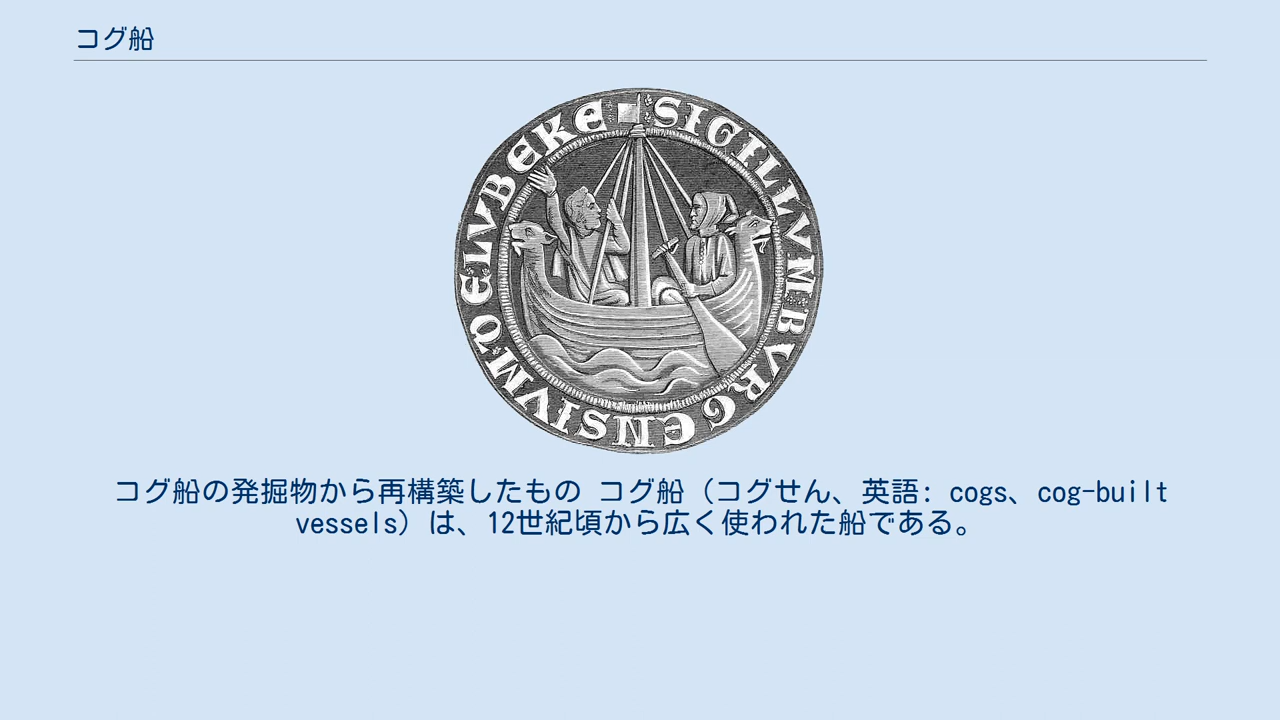 コグ船
SIGILLVM BVRGENSIVM D ELVBEKE
コグ船の発掘物から再構築したもの コグ船（コグせん、英語: cogs、cog-built
vessels）は、12世紀頃から広く使われた船である。